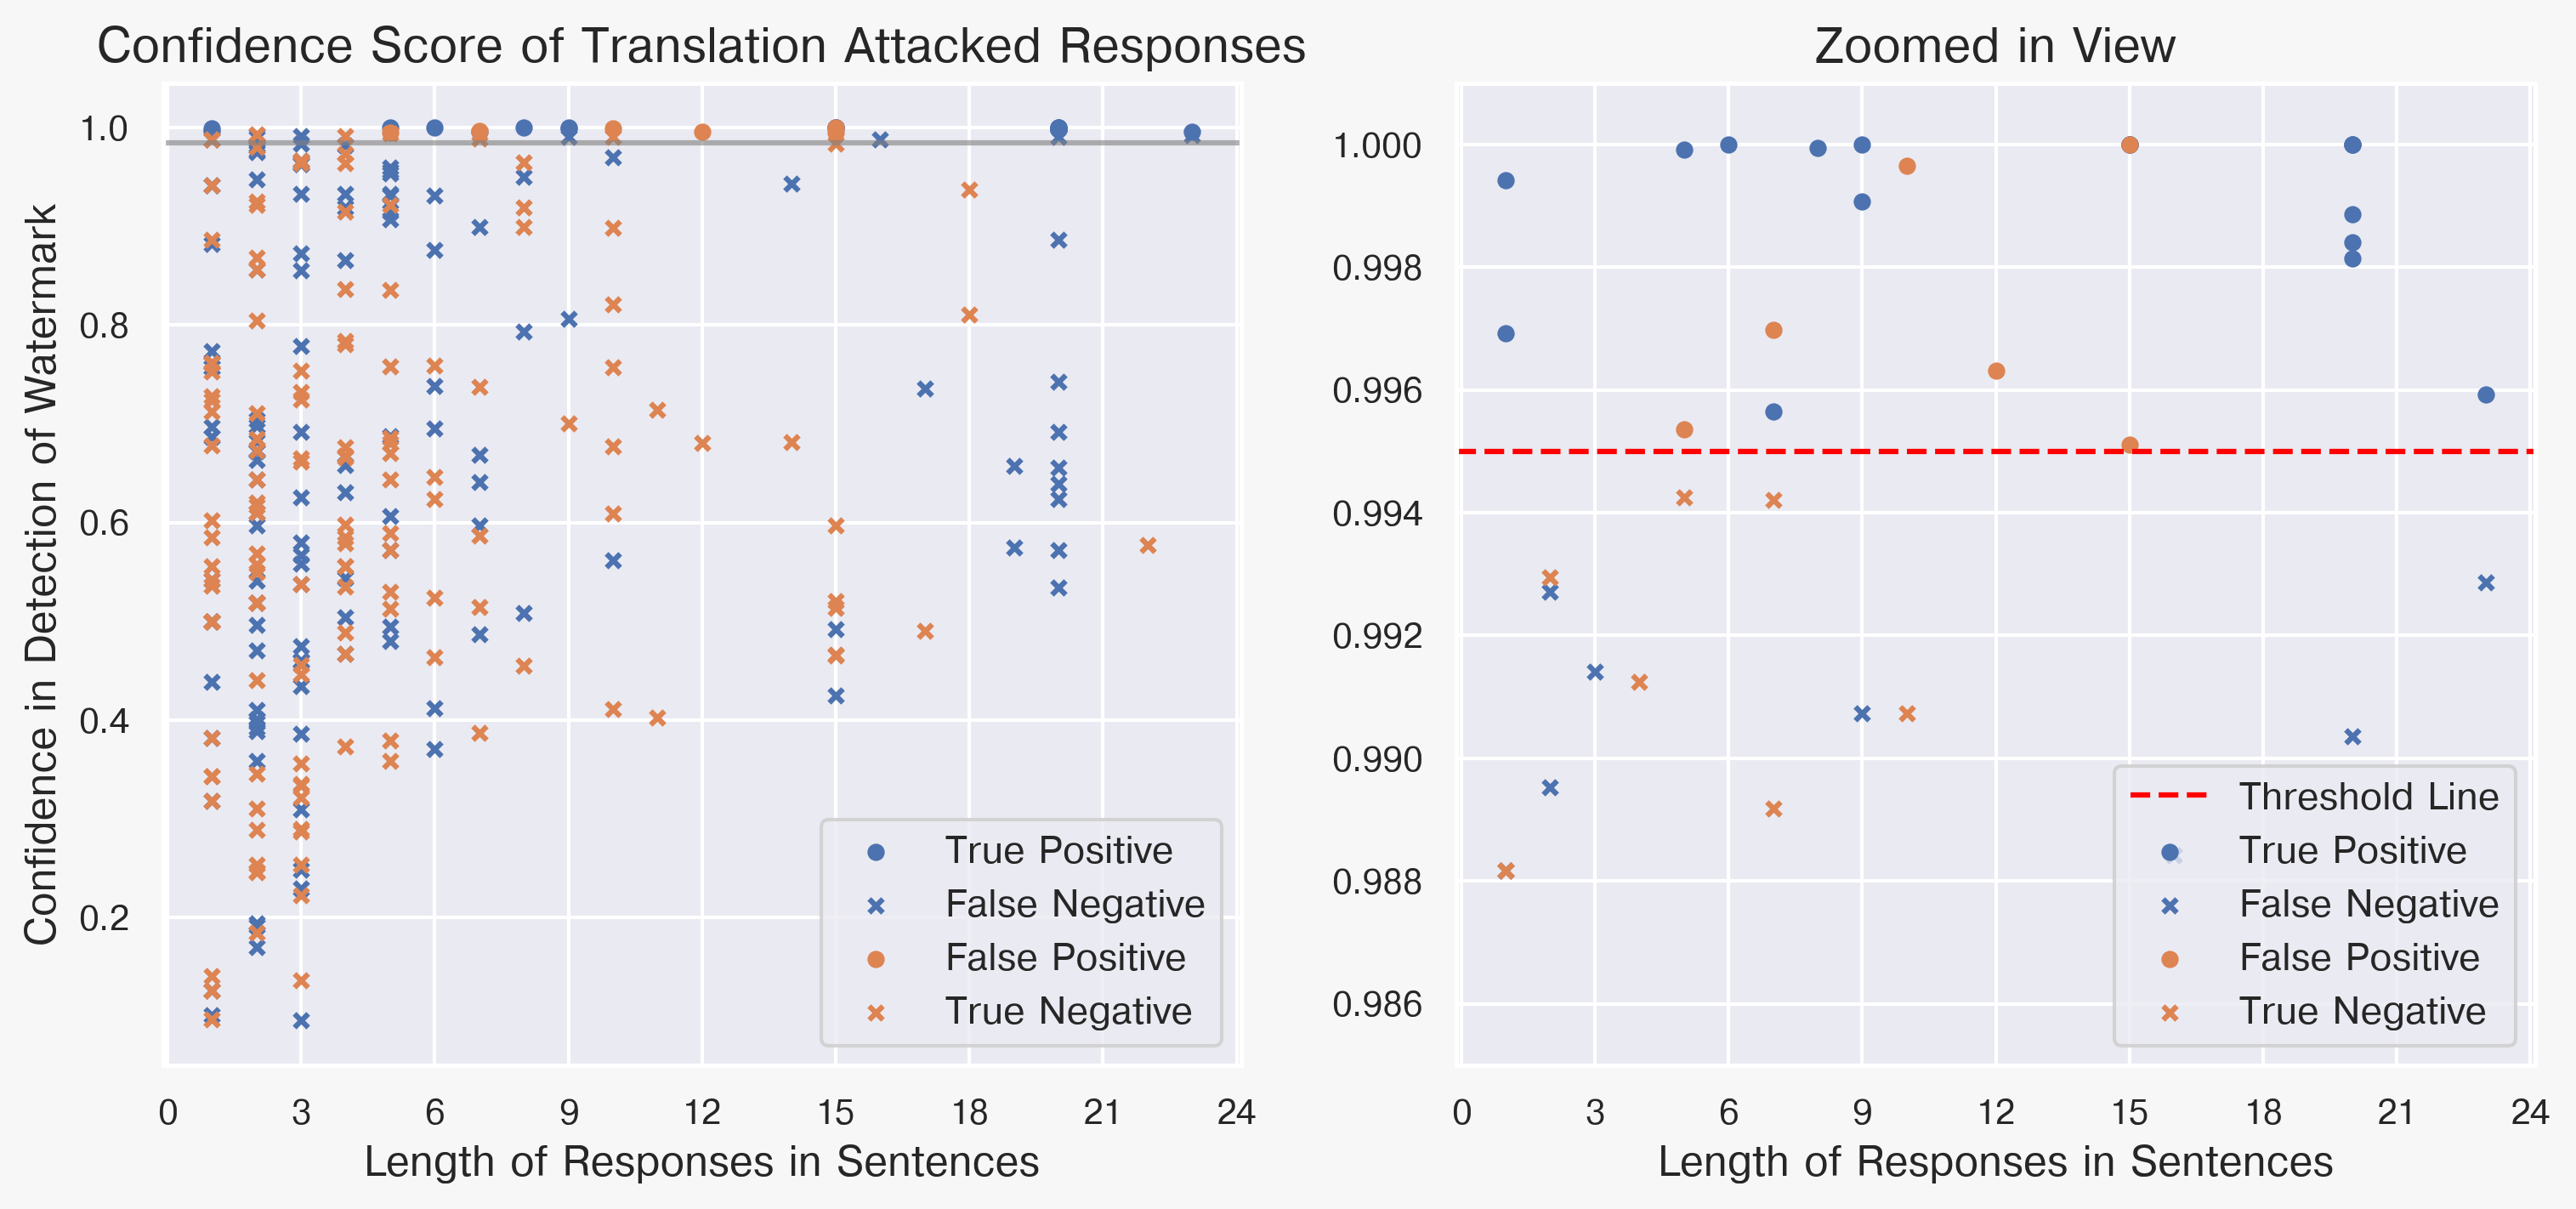 Confidence Score of Translation Attacked Responses
Confidence in Detection of Watermark
1.0
0.8
0.6
0.4
0.2
0 3 6 9 12 15 18 21 24
Length of Responses in Sentences
True Positive
False Negative
False Positive
True Negative
Zoomed in View
1.000
0.998
0.996
0.994
0.992
0.990
0.988
0.986
0 3 6 9 12 15 18 21 24
Length of Responses in Sentences
Threshold Line
True Positive
False Negative
False Positive
True Negative